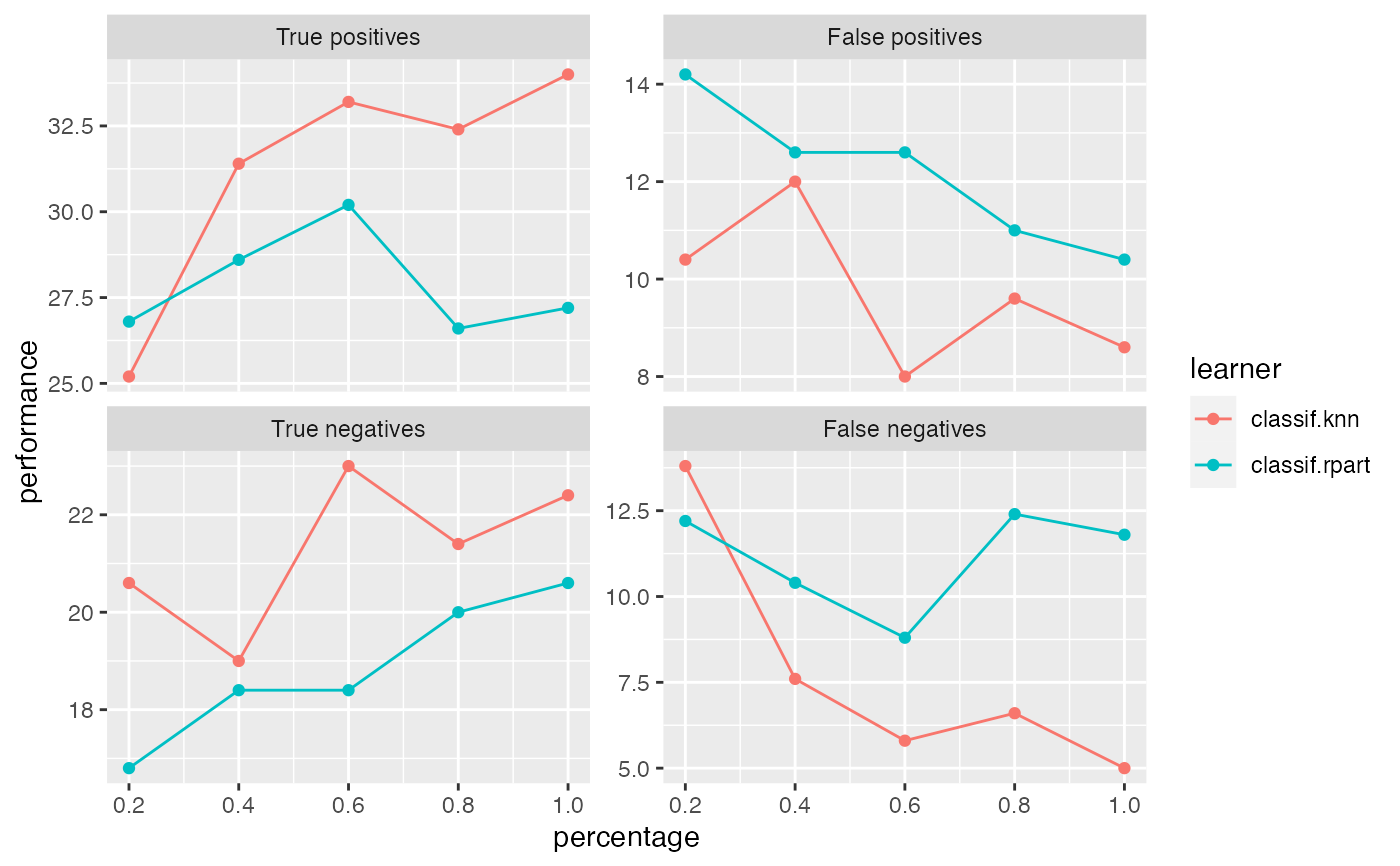 True positives
False positives
32.5
30.0
27.5
25.0
14
12
10
8
True negatives
False negatives
22
20
18
12.5
10.0
7.5
5.0
0.2 0.4 0.6 0.8 1.0
0.2 0.4 0.6 0.8 1.0
percentage
performance
learner
classif.knn
classif.rpart